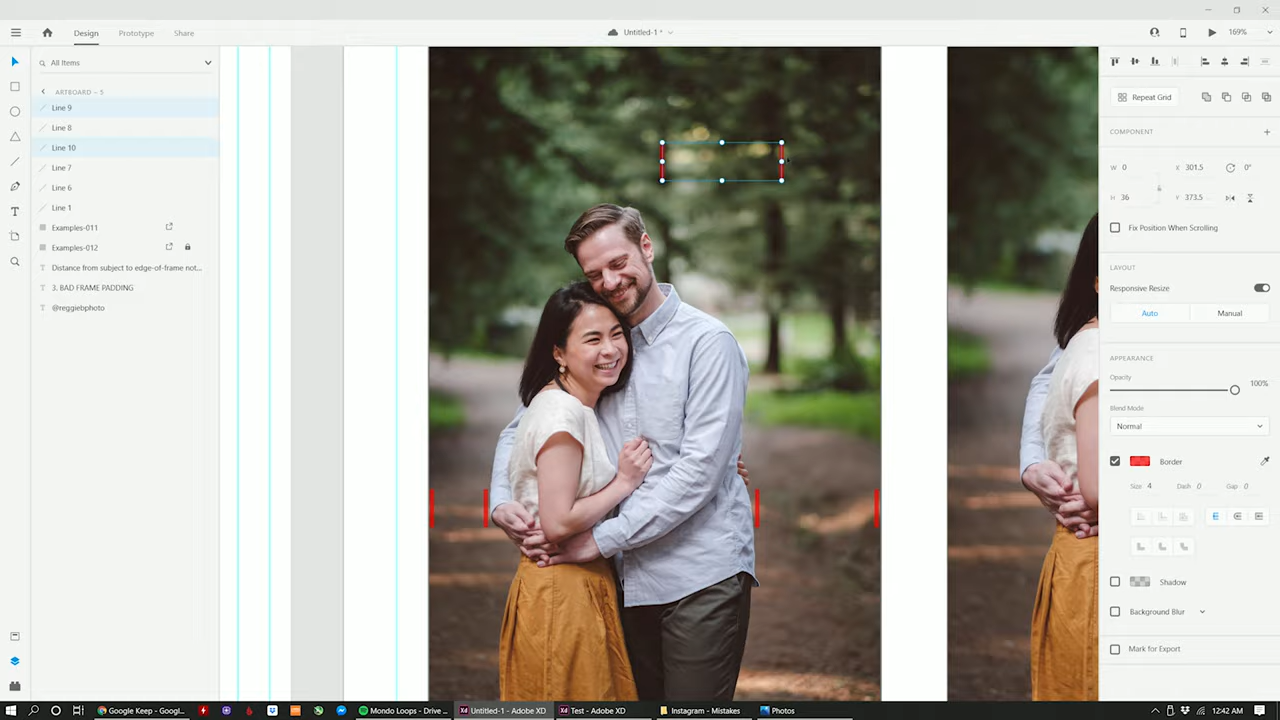 Design
Prototype
Share
Untitled-1 *
169%
All Items
ARTBOARD – 5
Line 9
Line 8
Line 10
Line 7
Line 6
Line 1
Examples-011
Examples-012
Distance from subject to edge-of-frame not...
3. BAD FRAME PADDING
@reggiebphoto
Repeat Grid
COMPONENT
W 0
X 301.5
0°
H 36
Y 373.5
Fix Position When Scrolling
LAYOUT
Responsive Resize
Auto
Manual
APPEARANCE
Opacity
100%
Blend Mode
Normal
Border
Size 4
Dash 0
Gap 0
Shadow
Background Blur
Mark for Export
Google Keep - Googl...
Mondo Loops - Drive ...
Untitled-1 - Adobe XD
Test - Adobe XD
Instagram - Mistakes
Photos
12:42 AM